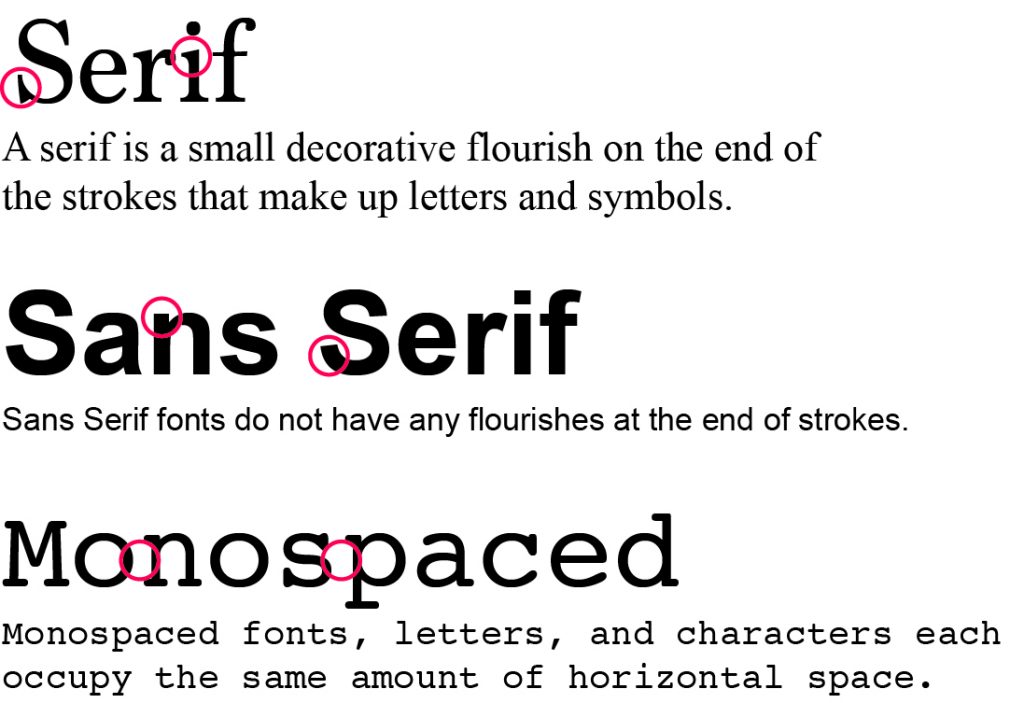 Serif
A serif is a small decorative flourish on the end of
the strokes that make up letters and symbols.
Sans Serif
Sans Serif fonts do not have any flourishes at the end of strokes.
Monospaced
Monospaced fonts, letters, and characters each
occupy the same amount of horizontal space.